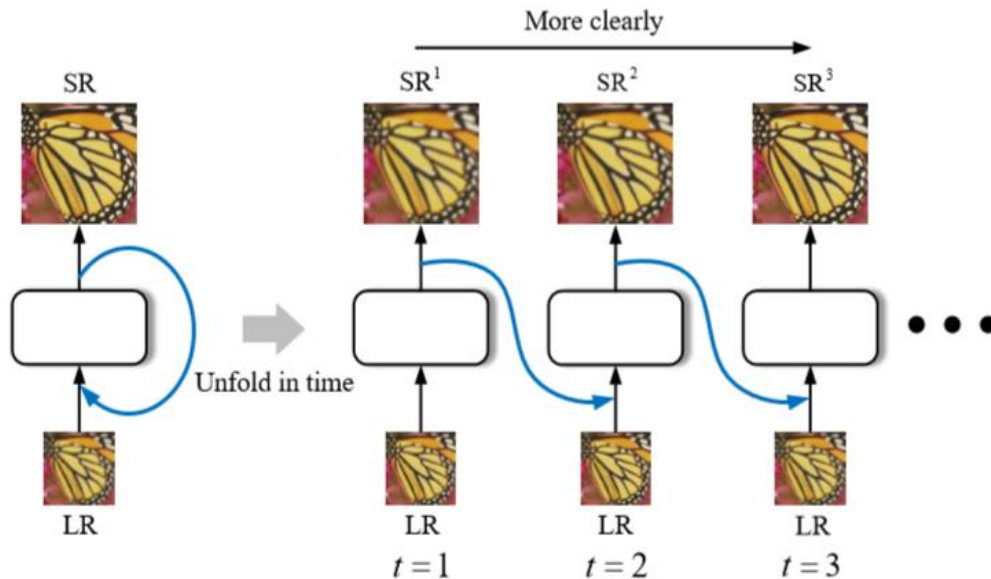 More clearly
SR SR¹ SR² SR³
Unfold in time
LR LR LR LR
t = 1 t = 2 t = 3